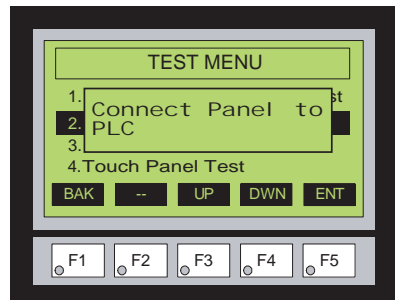 TEST MENU
1. st
Connect Panel to
2.
PLC
3.
4.Touch Panel Test
BAK -- UP DWN ENT
F1 F2 F3 F4 F5